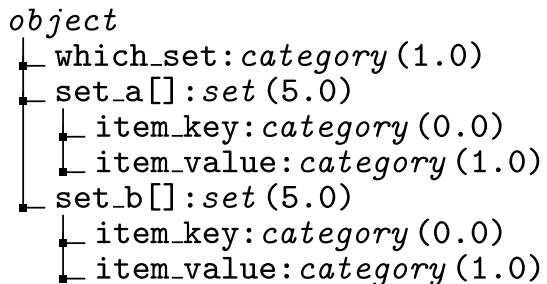 object
which_set:category(1.0)
set_a[]:set(5.0)
item_key:category(0.0)
item_value:category(1.0)
set_b[]:set(5.0)
item_key:category(0.0)
item_value:category(1.0)